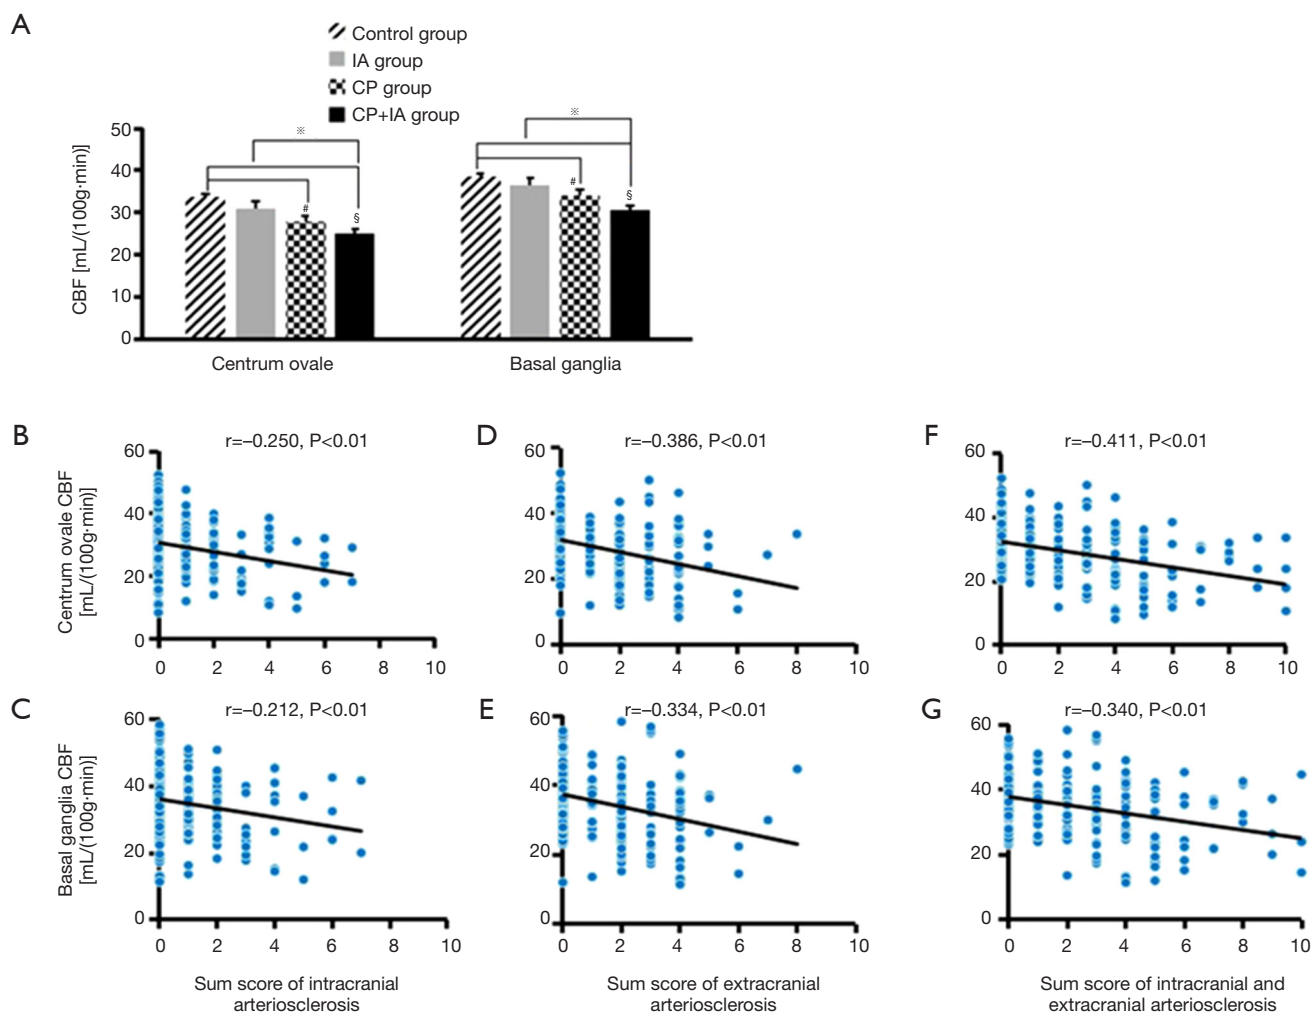 A
Control group
IA group
CP group
CP+IA group
CBF [mL/(100g·min)]
50
40
30
20
10
0
※
#
§
※
#
§
Centrum ovale
Basal ganglia
B
r=–0.250, P<0.01
Centrum ovale CBF
[mL/(100g·min)]
60
40
20
0
0 2 4 6 8 10
D
r=–0.386, P<0.01
60
40
20
0
0 2 4 6 8 10
F
r=–0.411, P<0.01
60
40
20
0
0 2 4 6 8 10
C
r=–0.212, P<0.01
Basal ganglia CBF
[mL/(100g·min)]
60
40
20
0
0 2 4 6 8 10
Sum score of intracranial
arteriosclerosis
E
r=–0.334, P<0.01
60
40
20
0
0 2 4 6 8 10
Sum score of extracranial
arteriosclerosis
G
r=–0.340, P<0.01
60
40
20
0
0 2 4 6 8 10
Sum score of intracranial and
extracranial arteriosclerosis